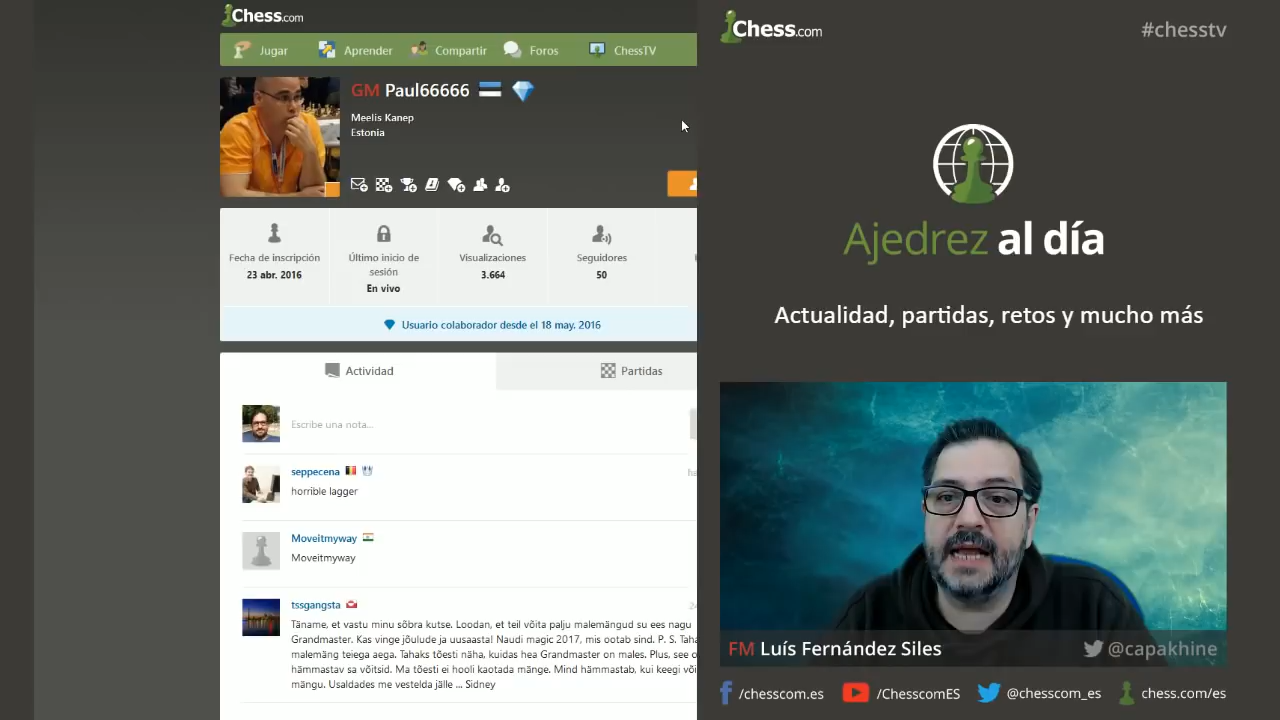 Chess.com
Jugar
Aprender
Compartir
Foros
ChessTV
GM Paul66666
Meelis Kanep
Estonia
Fecha de inscripción
23 abr. 2016
Último inicio de
sesión
En vivo
Visualizaciones
3.664
Seguidores
50
Usuario colaborador desde el 18 may. 2016
Actividad
Partidas
Escribe una nota...
seppecena
horrible lagger
Moveitmyway
Moveitmyway
tssgangsta
Täname, et vastu minu sõbra kutse. Loodan, et teil võita palju malemängud su ees nagu
Grandmaster. Kas vinge jõulude ja uusaasta! Naudi magic 2017, mis ootab sind. P. S. Taha
malemäng teiega aega. Tahaks tõesti näha, kuidas hea Grandmaster on males. Plus, see o
hämmastav sa võitsid. Ma tõesti ei hooli kaotada mänge. Mind hämmastab, kui keegi või
mängu. Usaldades me vestelda jälle ... Sidney
Chess.com
#chesstv
Ajedrez al día
Actualidad, partidas, retos y mucho más
FM Luís Fernández Siles
@capakhine
/chesscom.es
/ChesscomES
@chesscom_es
chess.com/es